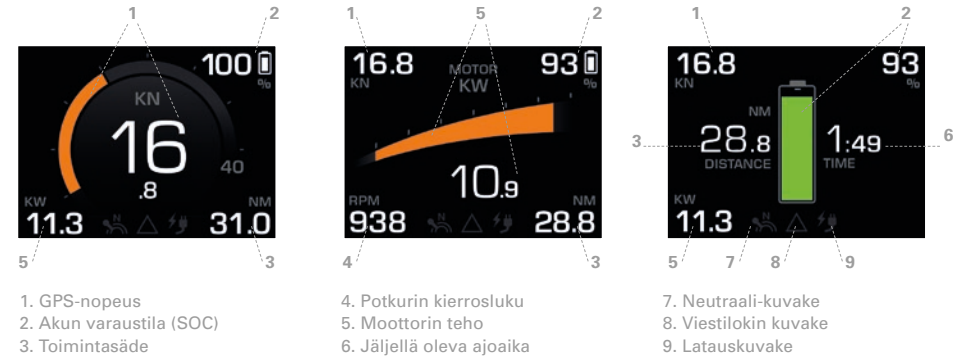 1 2
100 %
KN
16
.8
40
KW
11.3
N
NM
31.0
5 3
1 5 2
16.8
KN
MOTOR
KW
93 %
10.9
RPM
938
N
NM
28.8
4 3
1 2
16.8
KN
93 %
NM
3 28.8
DISTANCE
1:49 6
TIME
KW
11.3
N
5 7 8 9
1. GPS-nopeus
2. Akun varaustila (SOC)
3. Toimintasäde
4. Potkurin kierrosluku
5. Moottorin teho
6. Jäljellä oleva ajoaika
7. Neutraali-kuvake
8. Viestilokin kuvake
9. Latauskuvake